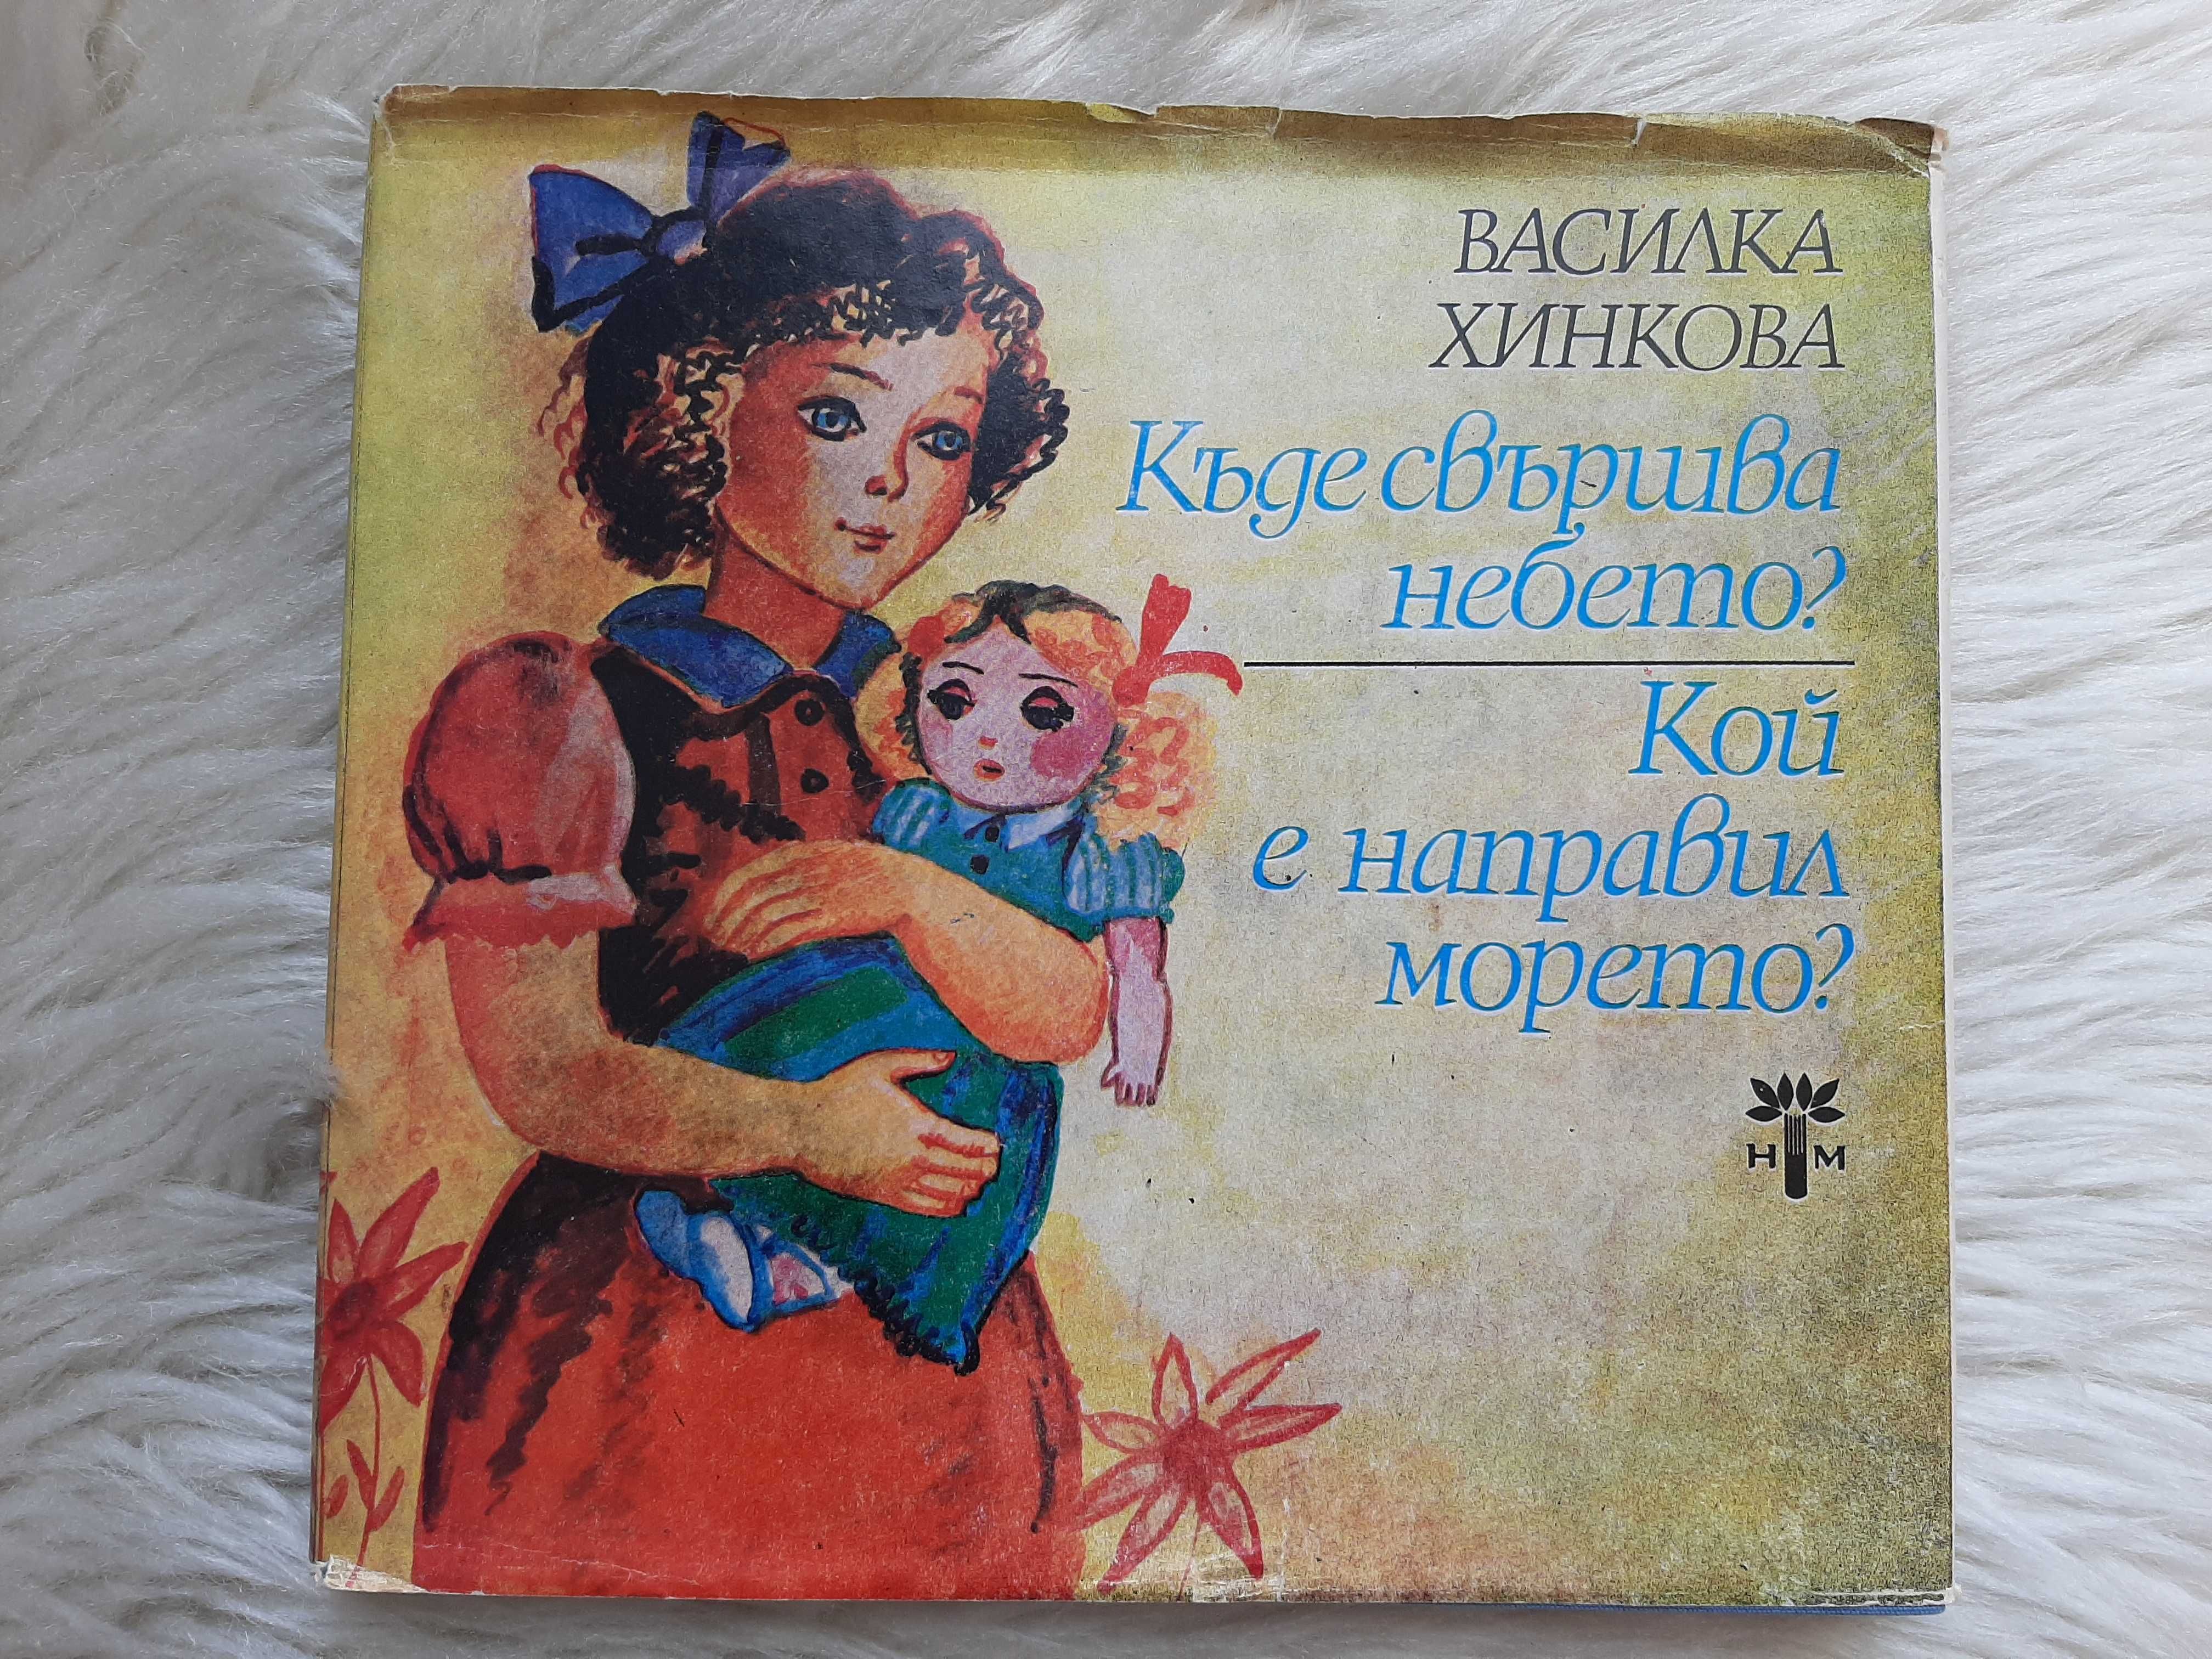 ВАСИЛКА
ХИНКОВА
Къде свършва
небето?
Кой
е направил
морето?
Н М